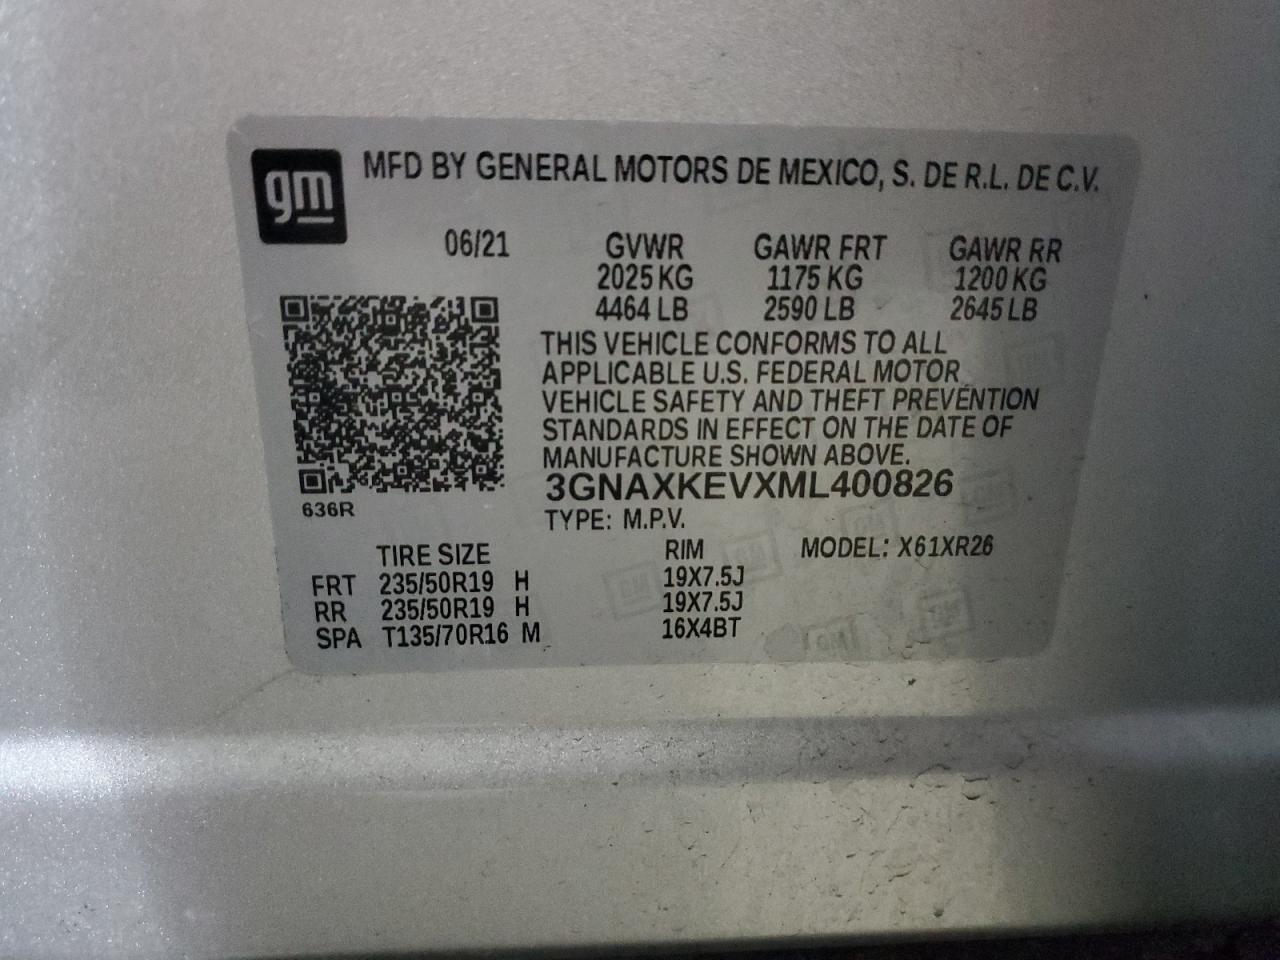 gm MFD BY GENERAL MOTORS DE MEXICO, S. DE R.L. DE C.V.
06/21 GVWR GAWR FRT GAWR RR
2025 KG 1175 KG 1200 KG
4464 LB 2590 LB 2645 LB
THIS VEHICLE CONFORMS TO ALL
APPLICABLE U.S. FEDERAL MOTOR
VEHICLE SAFETY AND THEFT PREVENTION
STANDARDS IN EFFECT ON THE DATE OF
MANUFACTURE SHOWN ABOVE.
3GNAXKEVXML400826
636R
TYPE: M.P.V.
TIRE SIZE RIM MODEL: X61XR26
FRT 235/50R19 H 19X7.5J
RR 235/50R19 H 19X7.5J
SPA T135/70R16 M 16X4BT